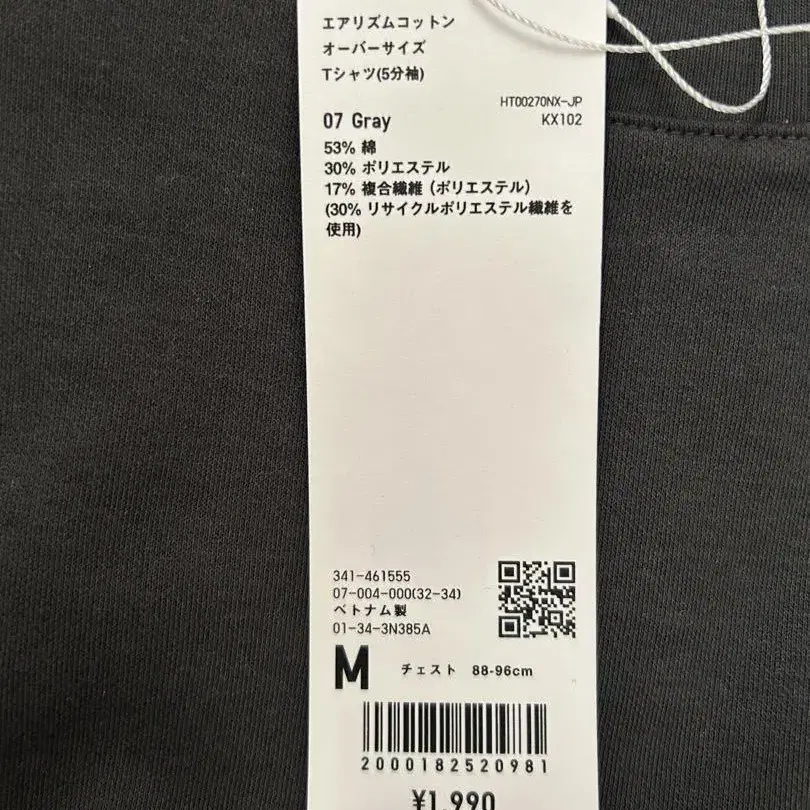 エアリズムコットン
オーバーサイズ
Tシャツ(5分袖)
HT00270NX-JP
07 Gray KX102
53% 綿
30% ポリエステル
17% 複合繊維 (ポリエステル)
(30% リサイクルポリエステル繊維を
使用)
341-461555
07-004-000(32-34)
ベトナム製
01-34-3N385A
M チェスト 88-96cm
2000182520981
¥1,990